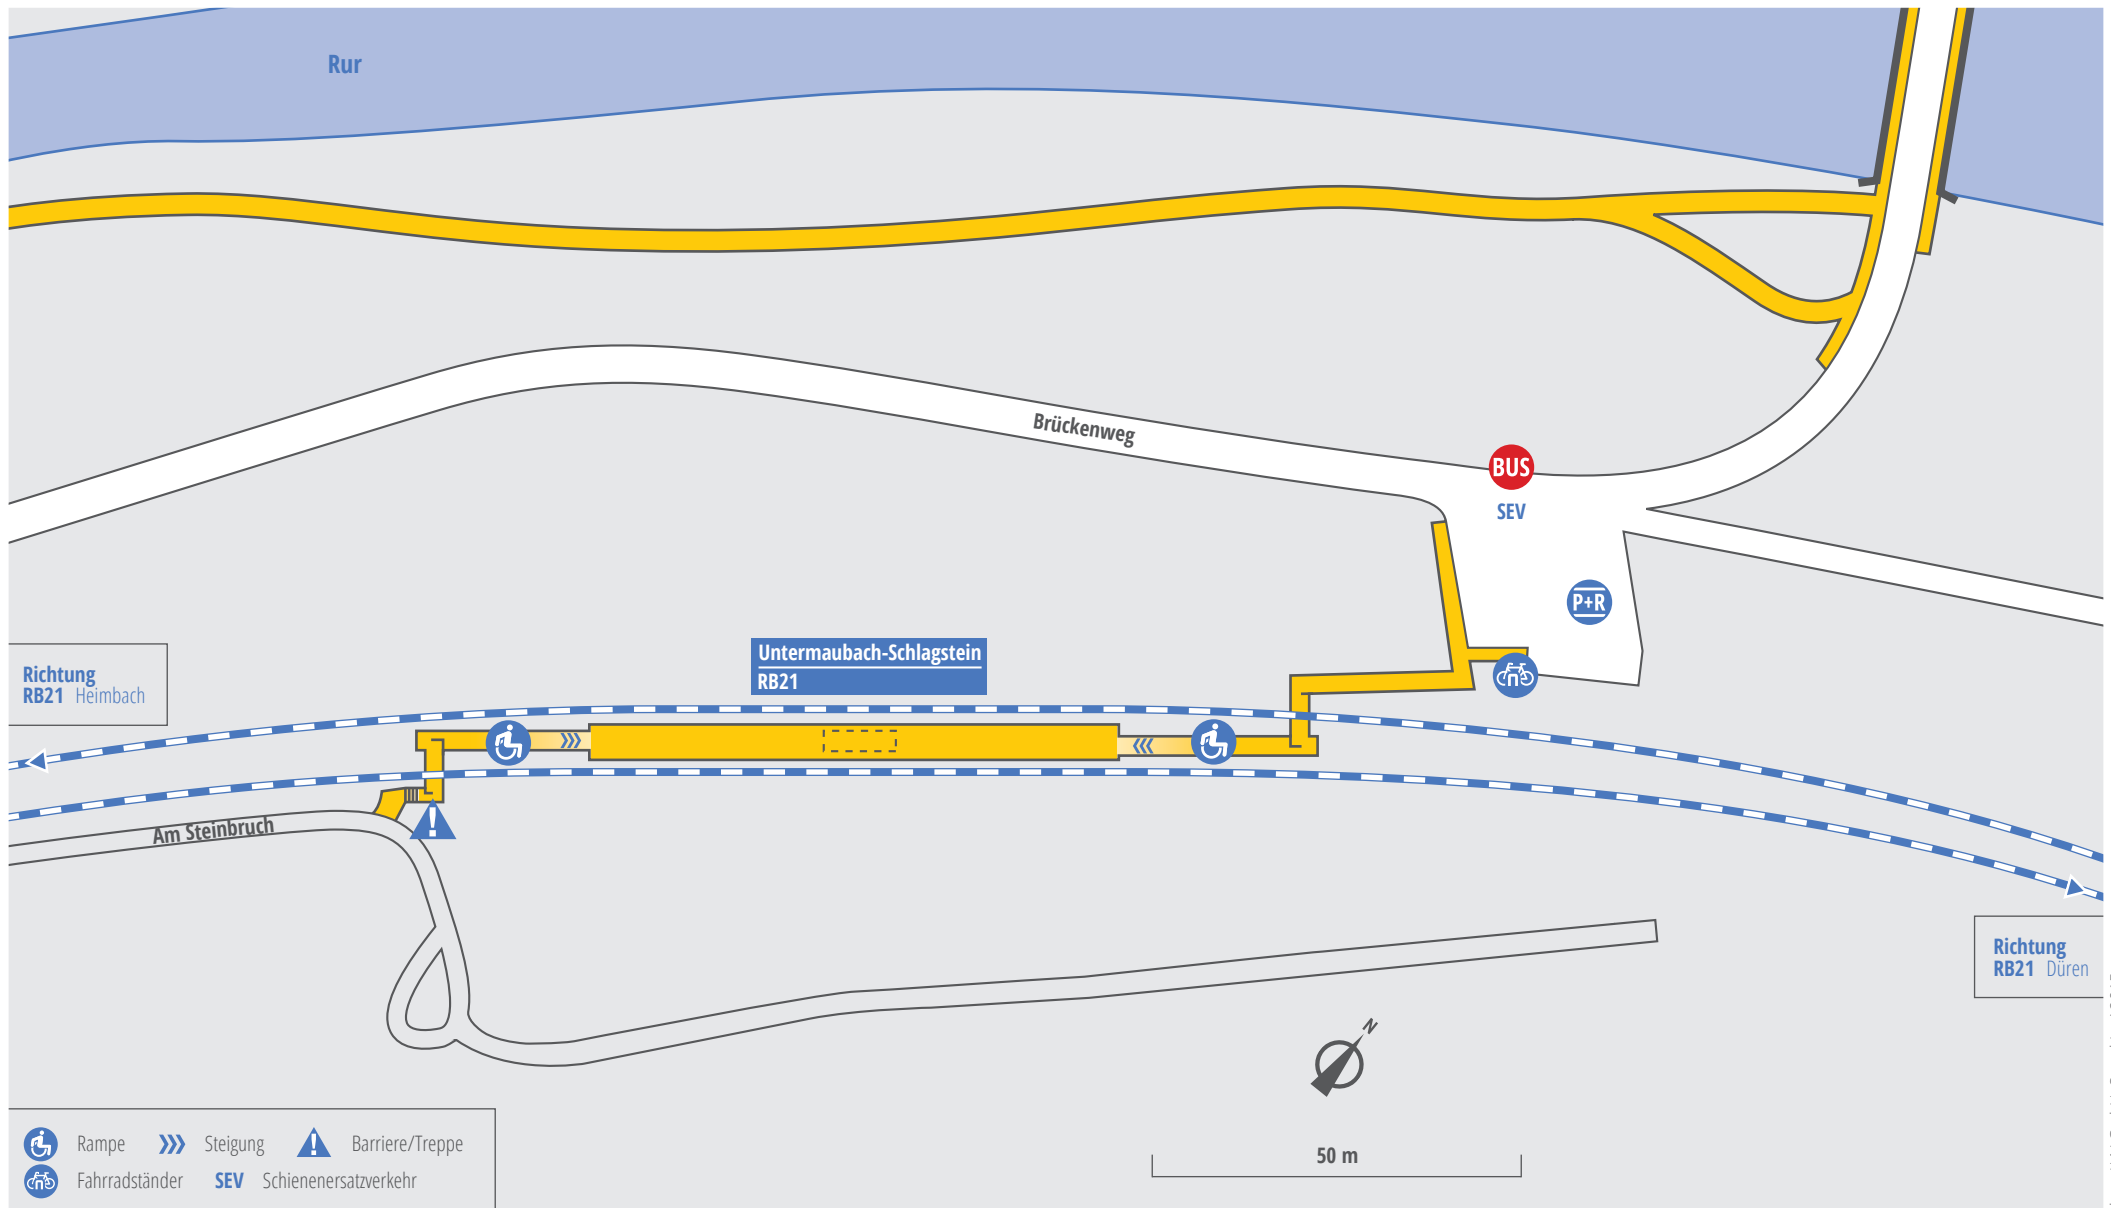 Rur
Brückenweg
BUS
SEV
P+R
Untermaubach-Schlagstein
RB21
Richtung
RB21 Heimbach
Am Steinbruch
Richtung
RB21 Düren
N
50 m
Rampe
Steigung
Barriere/Treppe
Fahrradständer
SEV Schienenersatzverkehr